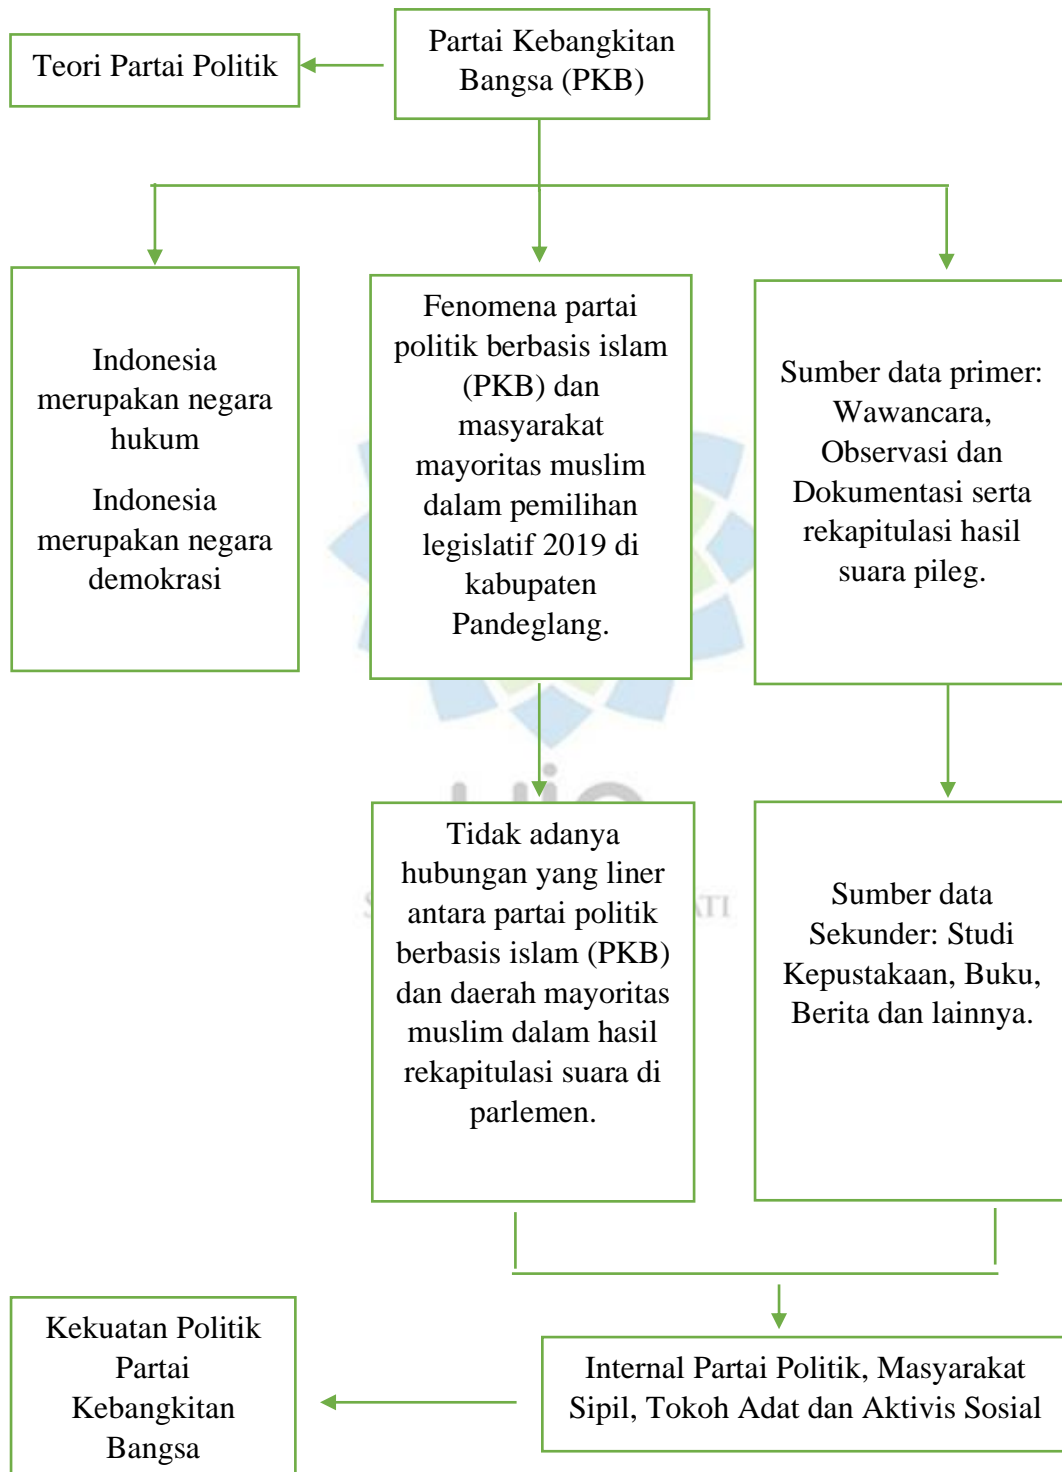 Teori Partai Politik
Partai Kebangkitan
Bangsa (PKB)
Indonesia
merupakan negara
hukum
Indonesia
merupakan negara
demokrasi
Fenomena partai
politik berbasis islam
(PKB) dan
masyarakat
mayoritas muslim
dalam pemilihan
legislatif 2019 di
kabupaten
Pandeglang.
Sumber data primer:
Wawancara,
Observasi dan
Dokumentasi serta
rekapitulasi hasil
suara pileg.
Tidak adanya
hubungan yang liner
antara partai politik
berbasis islam (PKB)
dan daerah mayoritas
muslim dalam hasil
rekapitulasi suara di
parlemen.
Sumber data
Sekunder: Studi
Kepustakaan, Buku,
Berita dan lainnya.
Kekuatan Politik
Partai
Kebangkitan
Bangsa
Internal Partai Politik, Masyarakat
Sipil, Tokoh Adat dan Aktivis Sosial